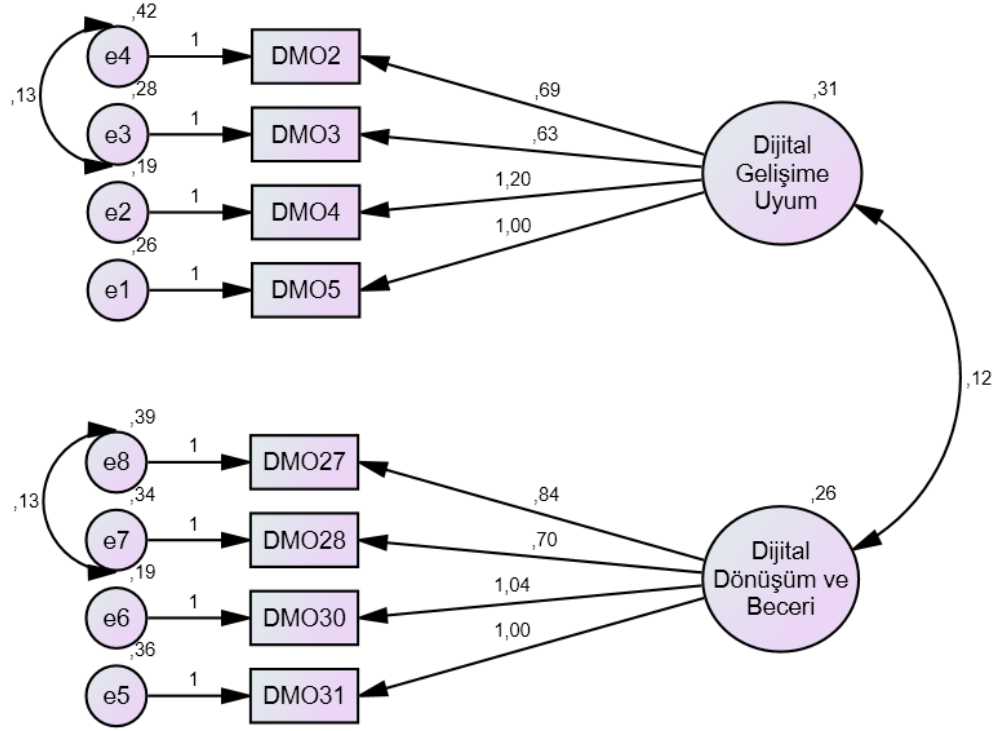 ,42
e4
1
DMO2
,69
,31
,13
,28
e3
1
DMO3
,63
Dijital
Gelişime
Uyum
,19
e2
1
DMO4
1,20
,26
e1
1
DMO5
1,00
,12
,39
e8
1
DMO27
,84
,26
,13
,34
e7
1
DMO28
,70
Dijital
Dönüşüm ve
Beceri
,19
e6
1
DMO30
1,04
,36
e5
1
DMO31
1,00